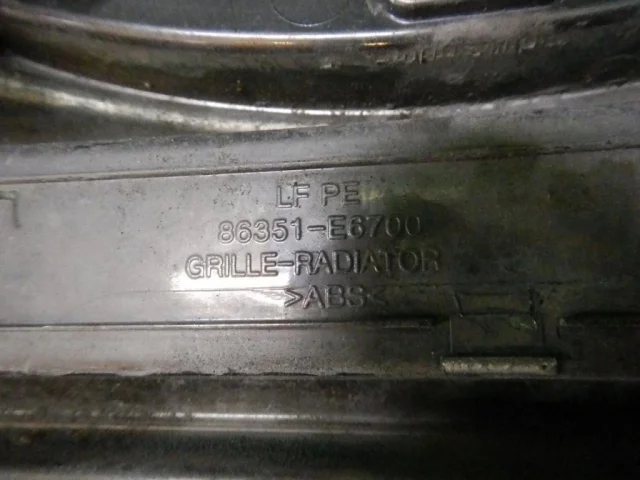 LF PE
86351-E6700
GRILLE-RADIATOR
>ABS<